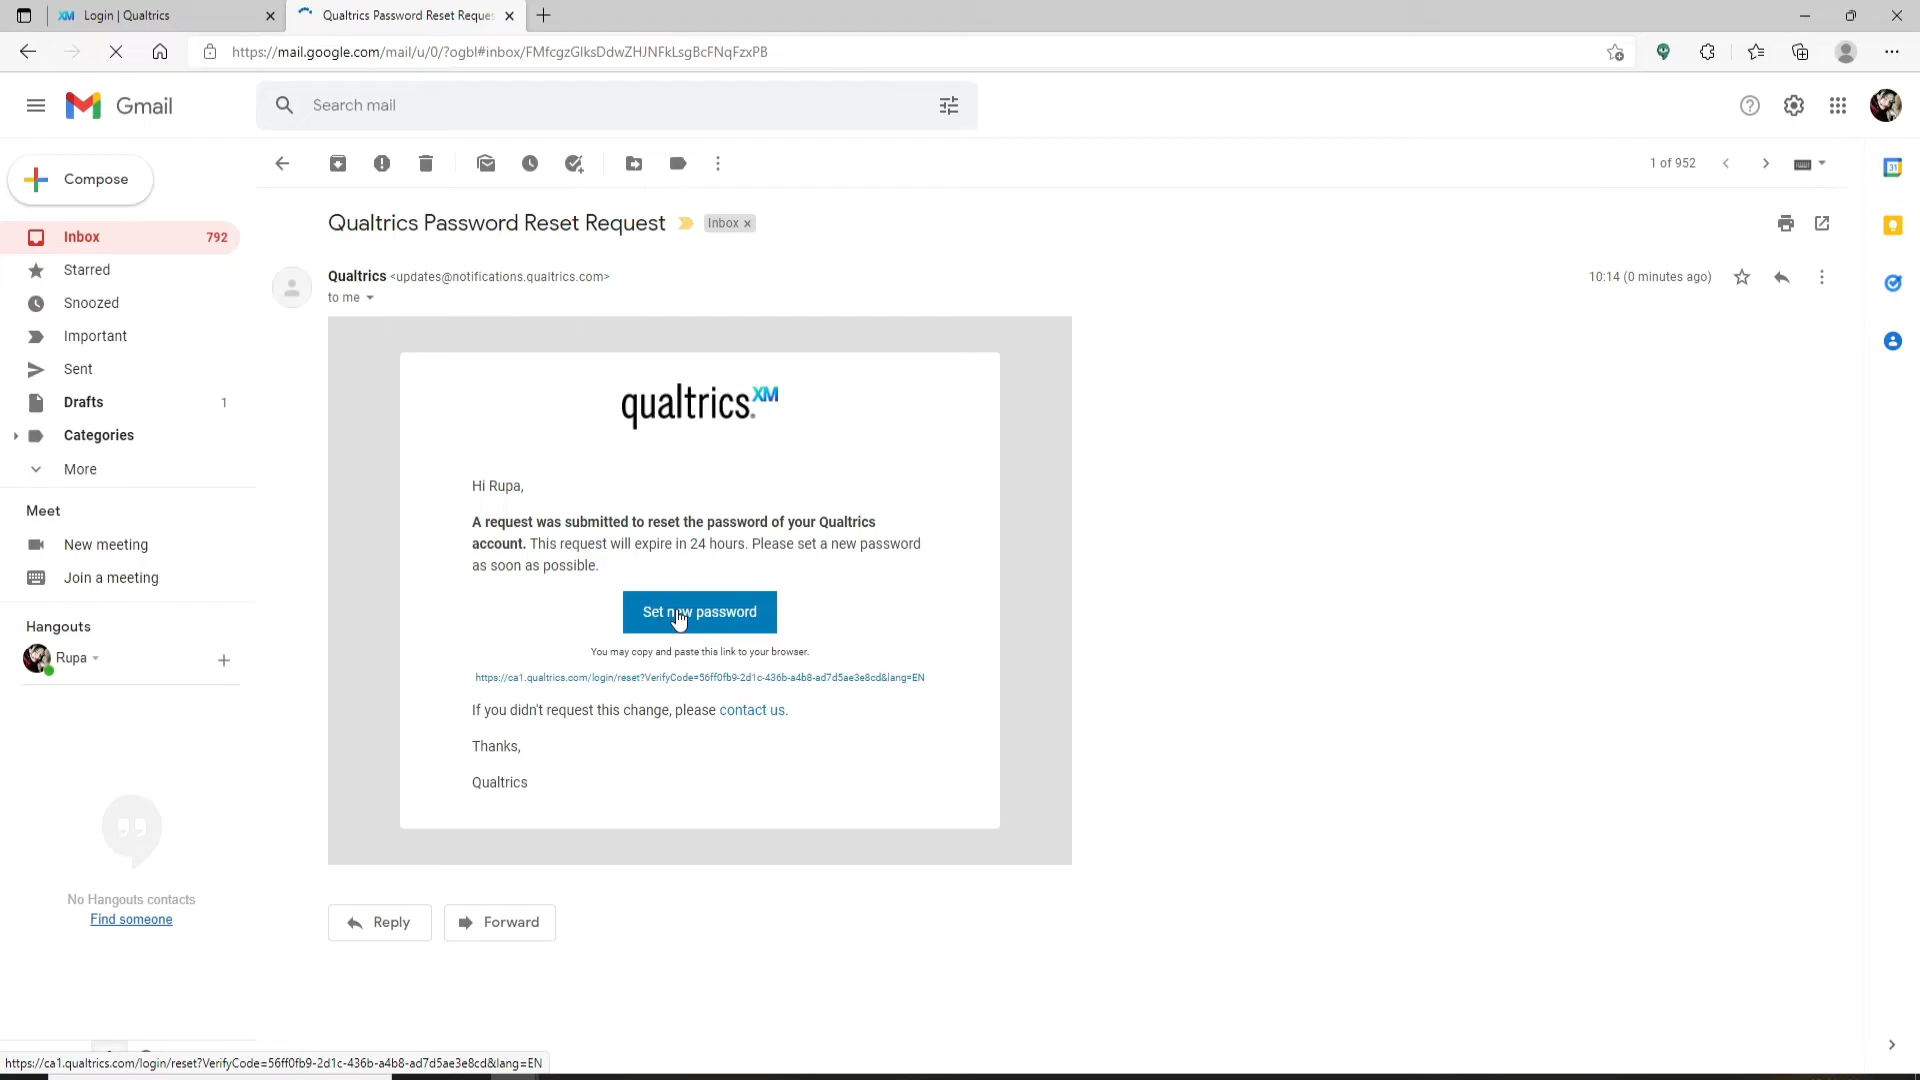 Login | Qualtrics
Qualtrics Password Reset Reques
https://mail.google.com/mail/u/0/?ogbl#inbox/FMfcgzGlksDdwZHJNFkLsgBcFNqFzxPB
Gmail
Search mail
Compose
1 of 952
Inbox 792
Starred
Snoozed
Important
Sent
Drafts 1
Categories
More
Meet
New meeting
Join a meeting
Hangouts
Rupa
No Hangouts contacts
Find someone
Qualtrics Password Reset Request Inbox x
Qualtrics <updates@notifications.qualtrics.com>
10:14 (0 minutes ago)
to me
qualtrics.XM
Hi Rupa,
A request was submitted to reset the password of your Qualtrics
account. This request will expire in 24 hours. Please set a new password
as soon as possible.
Set new password
You may copy and paste this link to your browser.
https://ca1.qualtrics.com/login/reset?VerifyCode=56ff0fb9-2d1c-436b-a4b8-ad7d5ae3e8cd&lang=EN
If you didn't request this change, please contact us.
Thanks,
Qualtrics
Reply
Forward
https://ca1.qualtrics.com/login/reset?VerifyCode=56ff0fb9-2d1c-436b-a4b8-ad7d5ae3e8cd&lang=EN